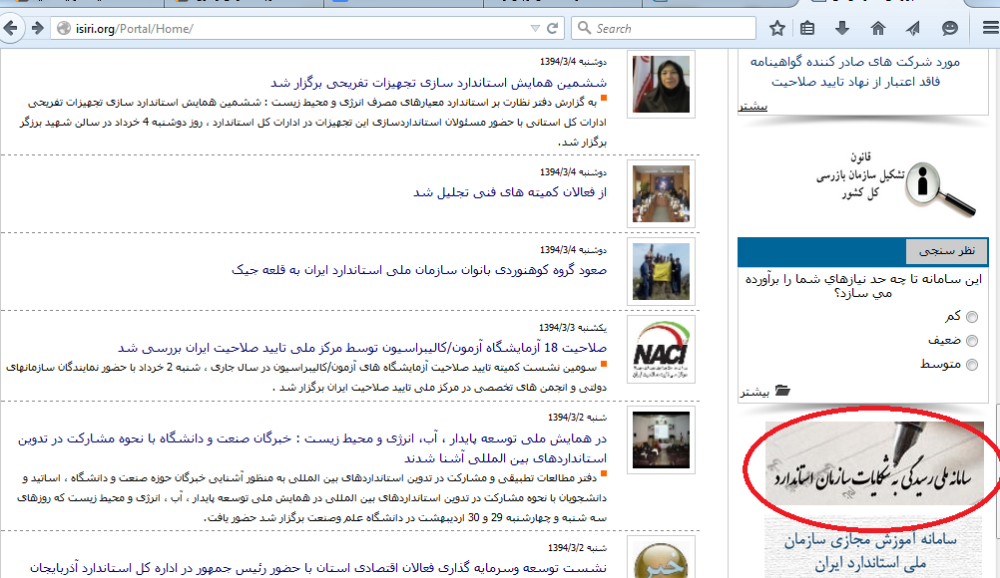 isiri.org/Portal/Home/
Search
دوشنبه 1394/3/4
ششمین همایش استاندارد سازی تجهیزات تفریحی برگزار شد
به گزارش دفتر نظارت بر استاندارد معیارهای مصرف انرژی و محیط زیست : ششمین همایش استاندارد سازی تجهیزات تفریحی
ادارات کل استانی با حضور مسئولان استانداردسازی این تجهیزات در ادارات کل استاندارد ، روز دوشنبه 4 خرداد در سالن شهید برزگر
برگزار شد.
دوشنبه 1394/3/4
از فعالان کمیته های فنی تجلیل شد
دوشنبه 1394/3/4
صعود گروه کوهنوردی بانوان سازمان ملی استاندارد ایران به قلعه جیک
یکشنبه 1394/3/3
صلاحیت 18 آزمایشگاه آزمون/کالیبراسیون توسط مرکز ملی تایید صلاحیت ایران بررسی شد
سومین نشست کمیته تایید صلاحیت آزمایشگاه های آزمون/کالیبراسیون در سال جاری ، شنبه 2 خرداد با حضور نمایندگان سازمانهای
دولتی و انجمن های تخصصی در مرکز ملی تایید صلاحیت ایران برگزار شد .
NACI
مرکز ملی تایید صلاحیت ایران
شنبه 1394/3/2
در همایش ملی توسعه پایدار ، آب، انرژی و محیط زیست : خبرگان صنعت و دانشگاه با نحوه مشارکت در تدوین
استانداردهای بین المللی آشنا شدند
دفتر مطالعات تطبیقی و مشارکت در تدوین استانداردهای بین المللی به منظور آشنایی خبرگان حوزه صنعت و دانشگاه ، اساتید و
دانشجویان با نحوه مشارکت در تدوین استانداردهای بین المللی در همایش ملی توسعه پایدار ، آب ، انرژی و محیط زیست که روزهای
سه شنبه و چهارشنبه 29 و 30 اردیبهشت در دانشگاه علم وصنعت برگزار شد حضور یافت.
شنبه 1394/3/2
نشست توسعه وسرمایه گذاری فعالان اقتصادی استان با حضور رئیس جمهور در اداره کل استاندارد آذربایجان
خبر
مورد شرکت های صادر کننده گواهینامه
فاقد اعتبار از نهاد تایید صلاحیت
بیشتر
قانون
تشکیل سازمان بازرسی
کل کشور
نظر سنجی
این سامانه تا چه حد نیازهاي شما را برآورده
مي سازد؟
کم
ضعیف
متوسط
بیشتر
سامانه ملی رسیدگی به شکایات سازمان استاندارد
سامانه آموزش مجازی سازمان
ملی استاندارد ایران